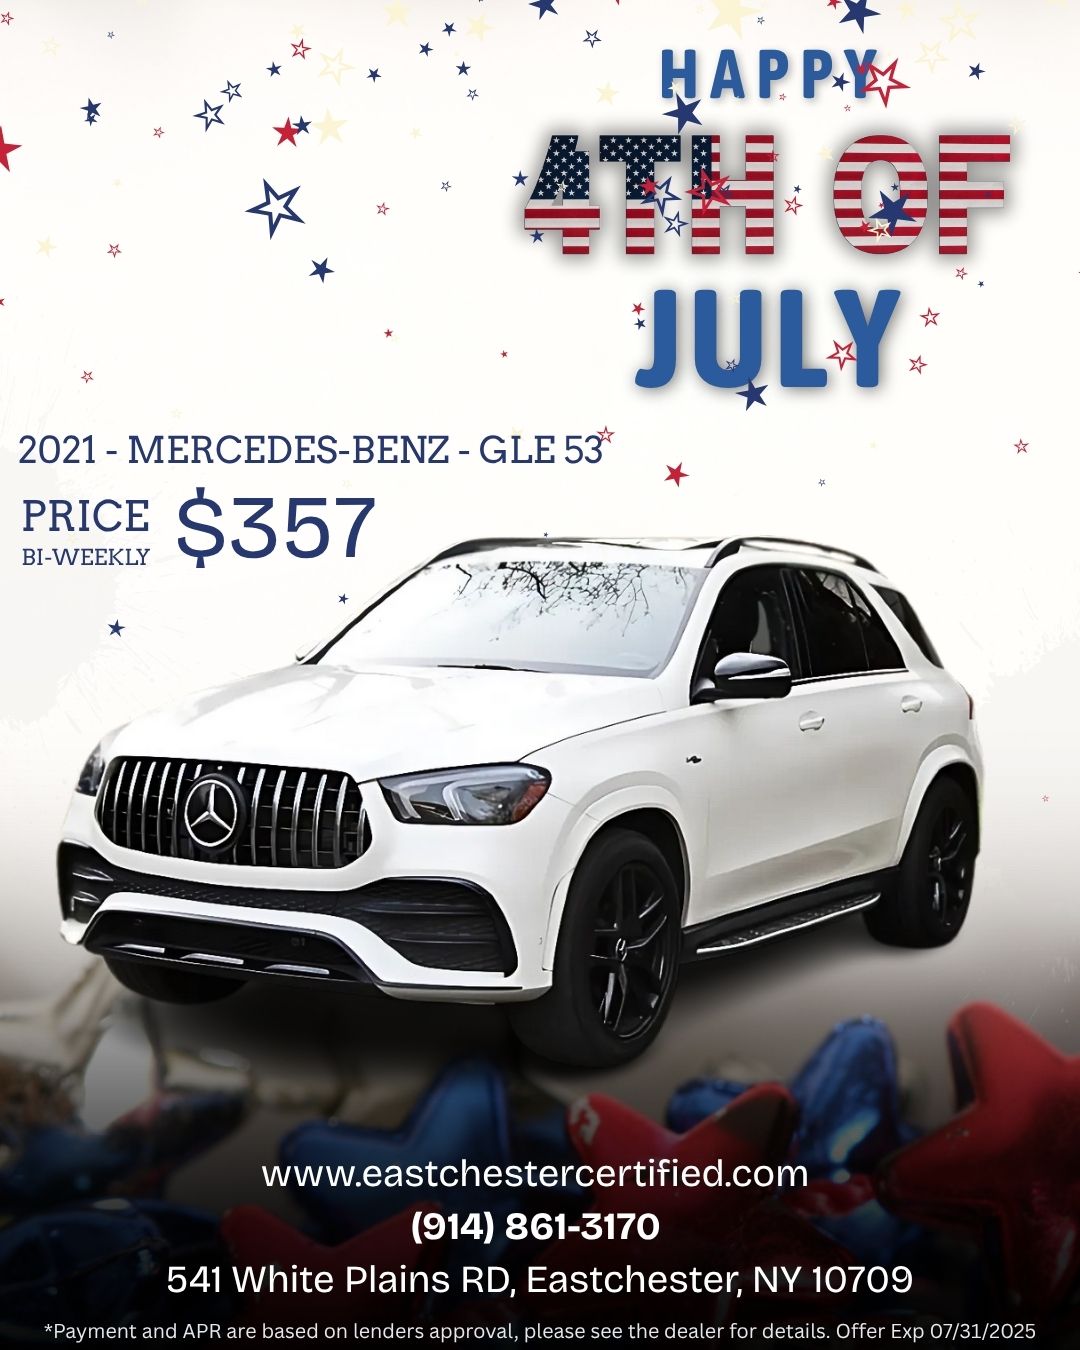 HAPPY
4TH OF
JULY
2021 - MERCEDES-BENZ - GLE 53
PRICE $357
BI-WEEKLY
www.eastchestercertified.com
(914) 861-3170
541 White Plains RD, Eastchester, NY 10709
*Payment and APR are based on lenders approval, please see the dealer for details. Offer Exp 07/31/2025